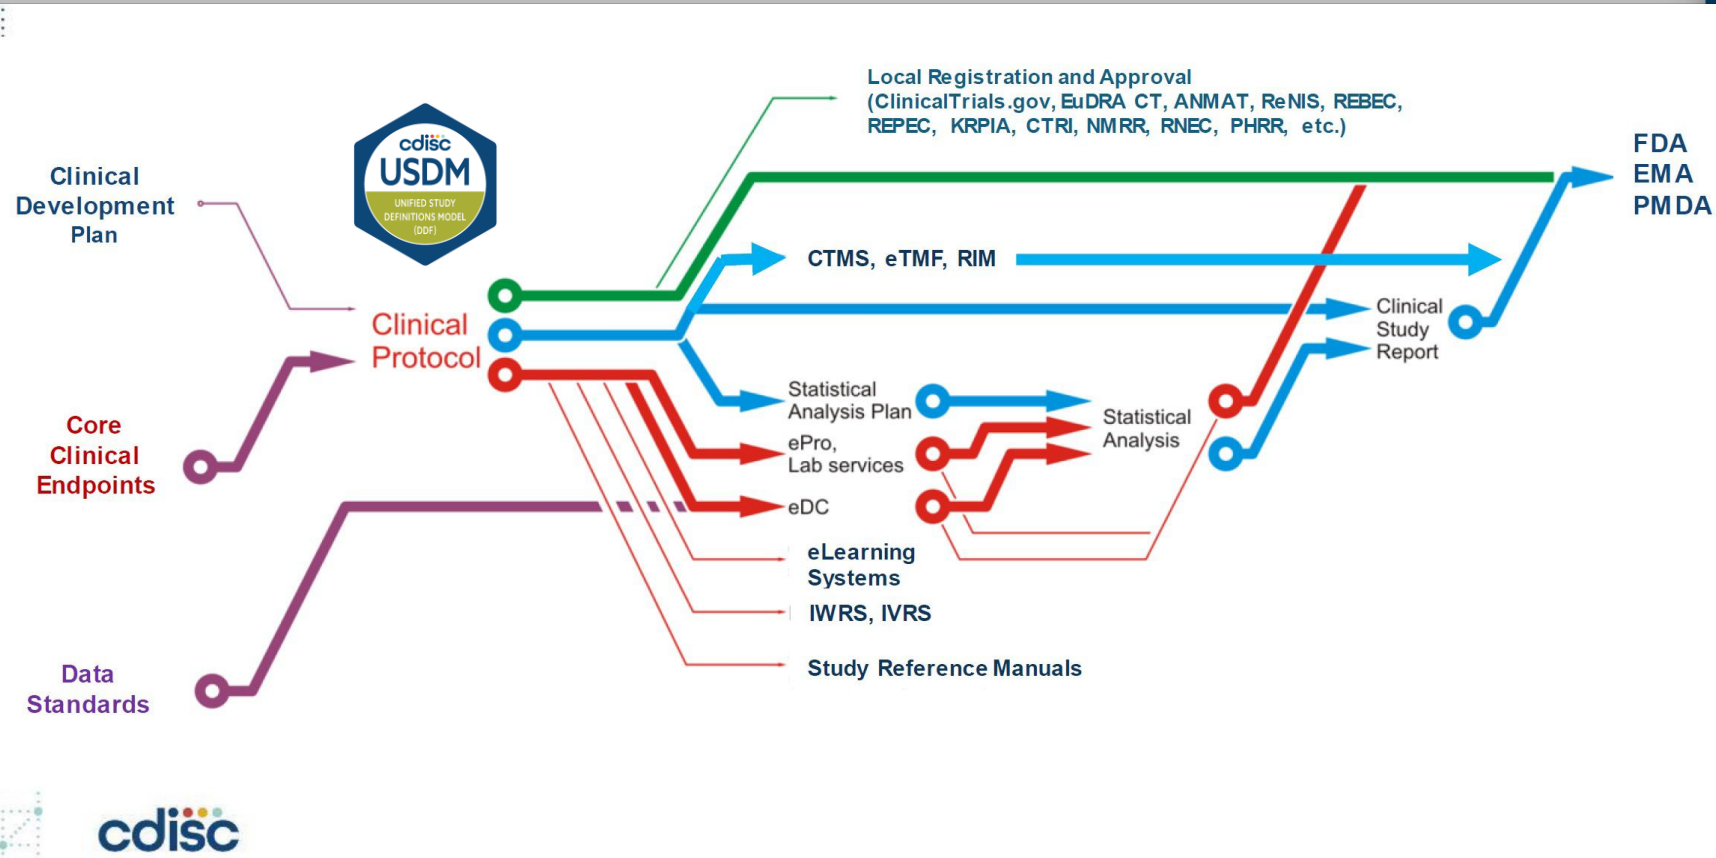 Local Registration and Approval
(ClinicalTrials.gov, EuDRA CT, ANMAT, ReNIS, REBEC,
REPEC, KRPIA, CTRI, NMRR, RNEC, PHRR, etc.)
FDA
EMA
PMDA
cdisc
USDM
UNIFIED STUDY
DEFINITIONS MODEL
(DDF)
Clinical
Development
Plan
CTMS, eTMF, RIM
Clinical
Protocol
Clinical
Study
Report
Statistical
Analysis Plan
Statistical
Analysis
ePro,
Lab services
Core
Clinical
Endpoints
eDC
eLearning
Systems
IWRS, IVRS
Study Reference Manuals
Data
Standards
cdisc